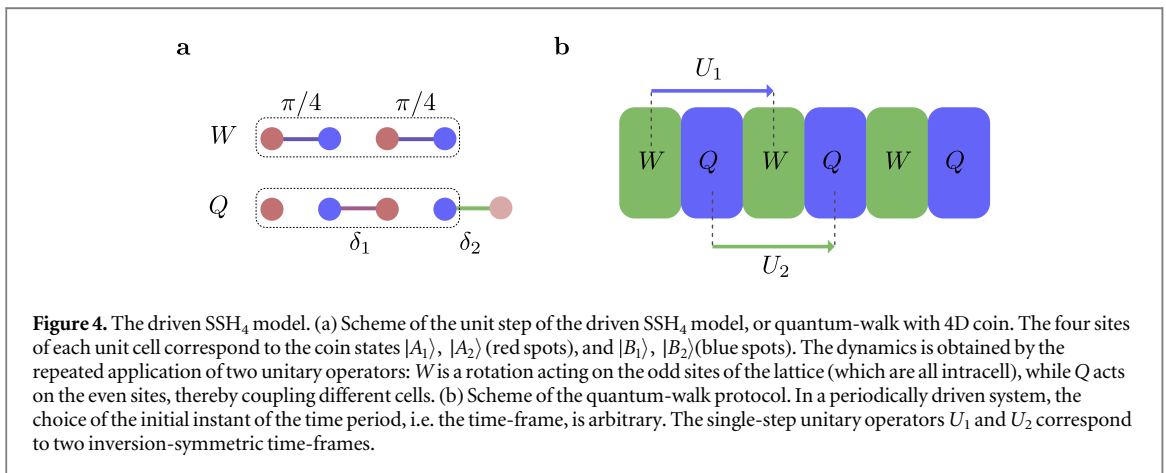 a
b
π/4 π/4
W
Q
δ₁ δ₂
U₁
W Q W Q W Q
U₂
Figure 4. The driven SSH₄ model. (a) Scheme of the unit step of the driven SSH₄ model, or quantum-walk with 4D coin. The four sites
of each unit cell correspond to the coin states |A₁⟩, |A₂⟩ (red spots), and |B₁⟩, |B₂⟩(blue spots). The dynamics is obtained by the
repeated application of two unitary operators: W is a rotation acting on the odd sites of the lattice (which are all intracell), while Q acts
on the even sites, thereby coupling different cells. (b) Scheme of the quantum-walk protocol. In a periodically driven system, the
choice of the initial instant of the time period, i.e. the time-frame, is arbitrary. The single-step unitary operators U₁ and U₂ correspond
to two inversion-symmetric time-frames.